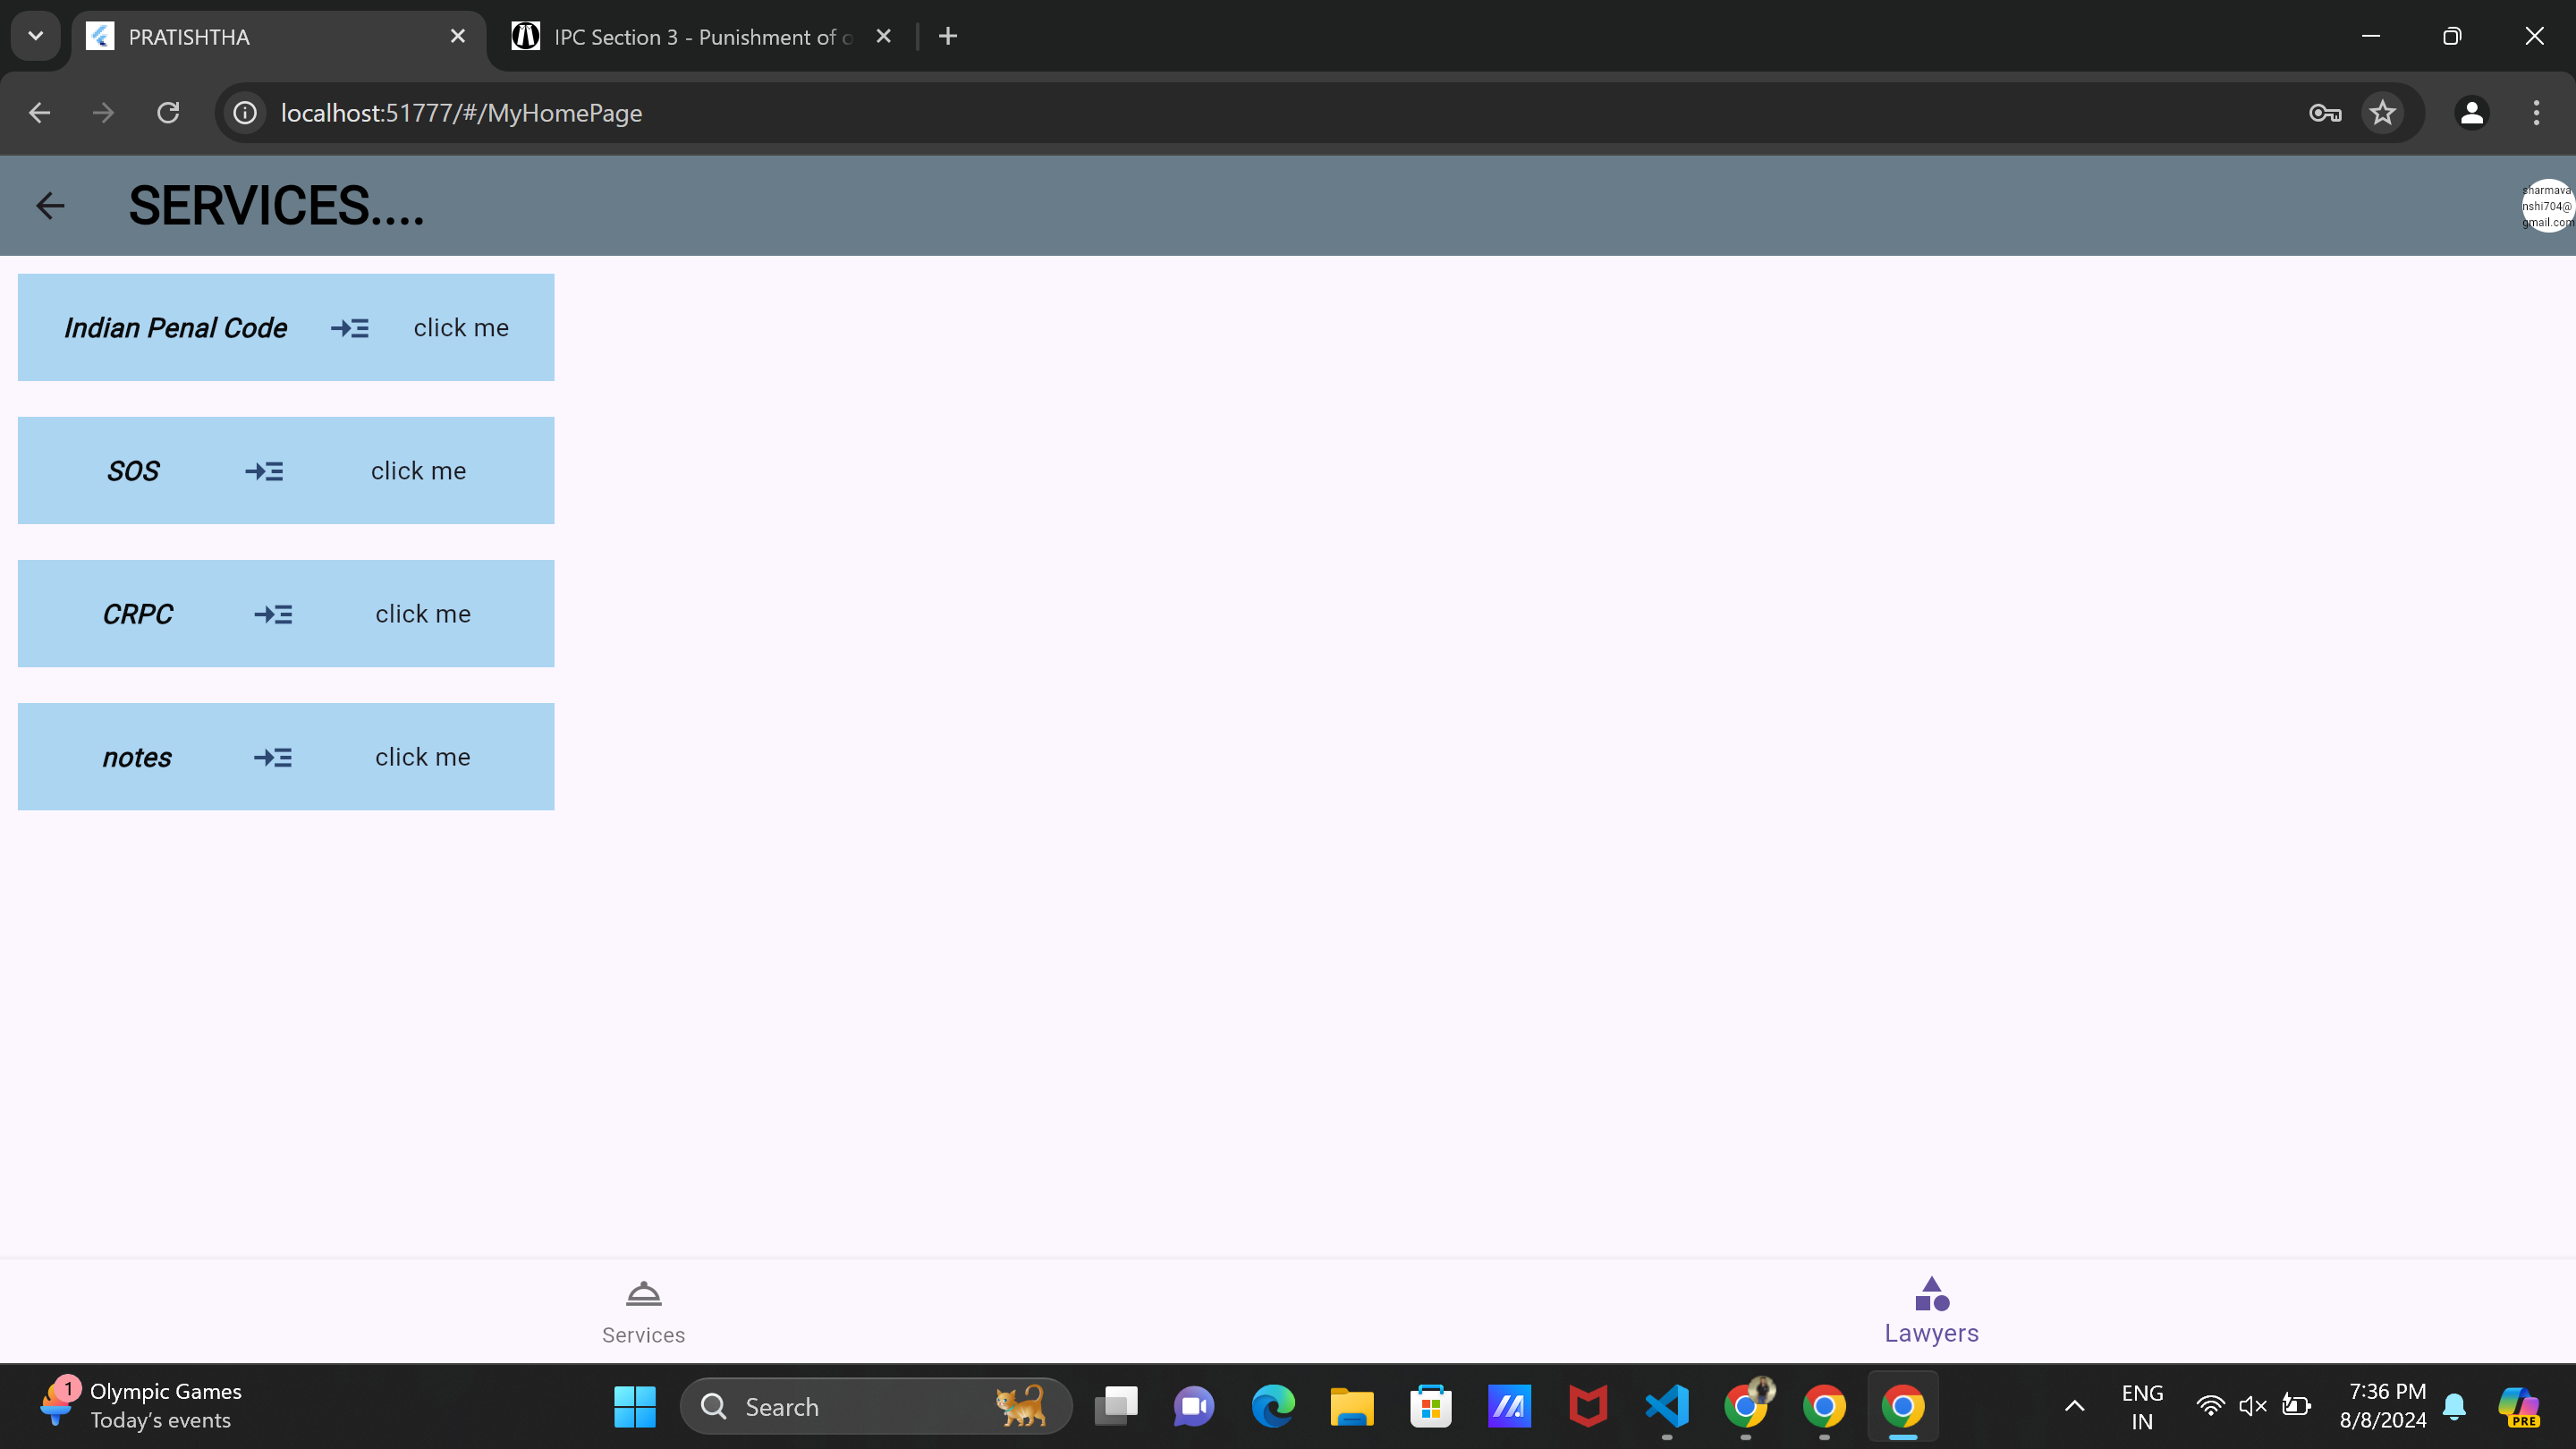 PRATISHTHA
IPC Section 3 - Punishment of o
localhost:51777/#/MyHomePage
SERVICES....
sharmava
nshi704@
gmail.com
Indian Penal Code click me
SOS click me
CRPC click me
notes click me
Services
Lawyers
1
Olympic Games
Today's events
Search
ENG
IN
7:36 PM
8/8/2024
PRE